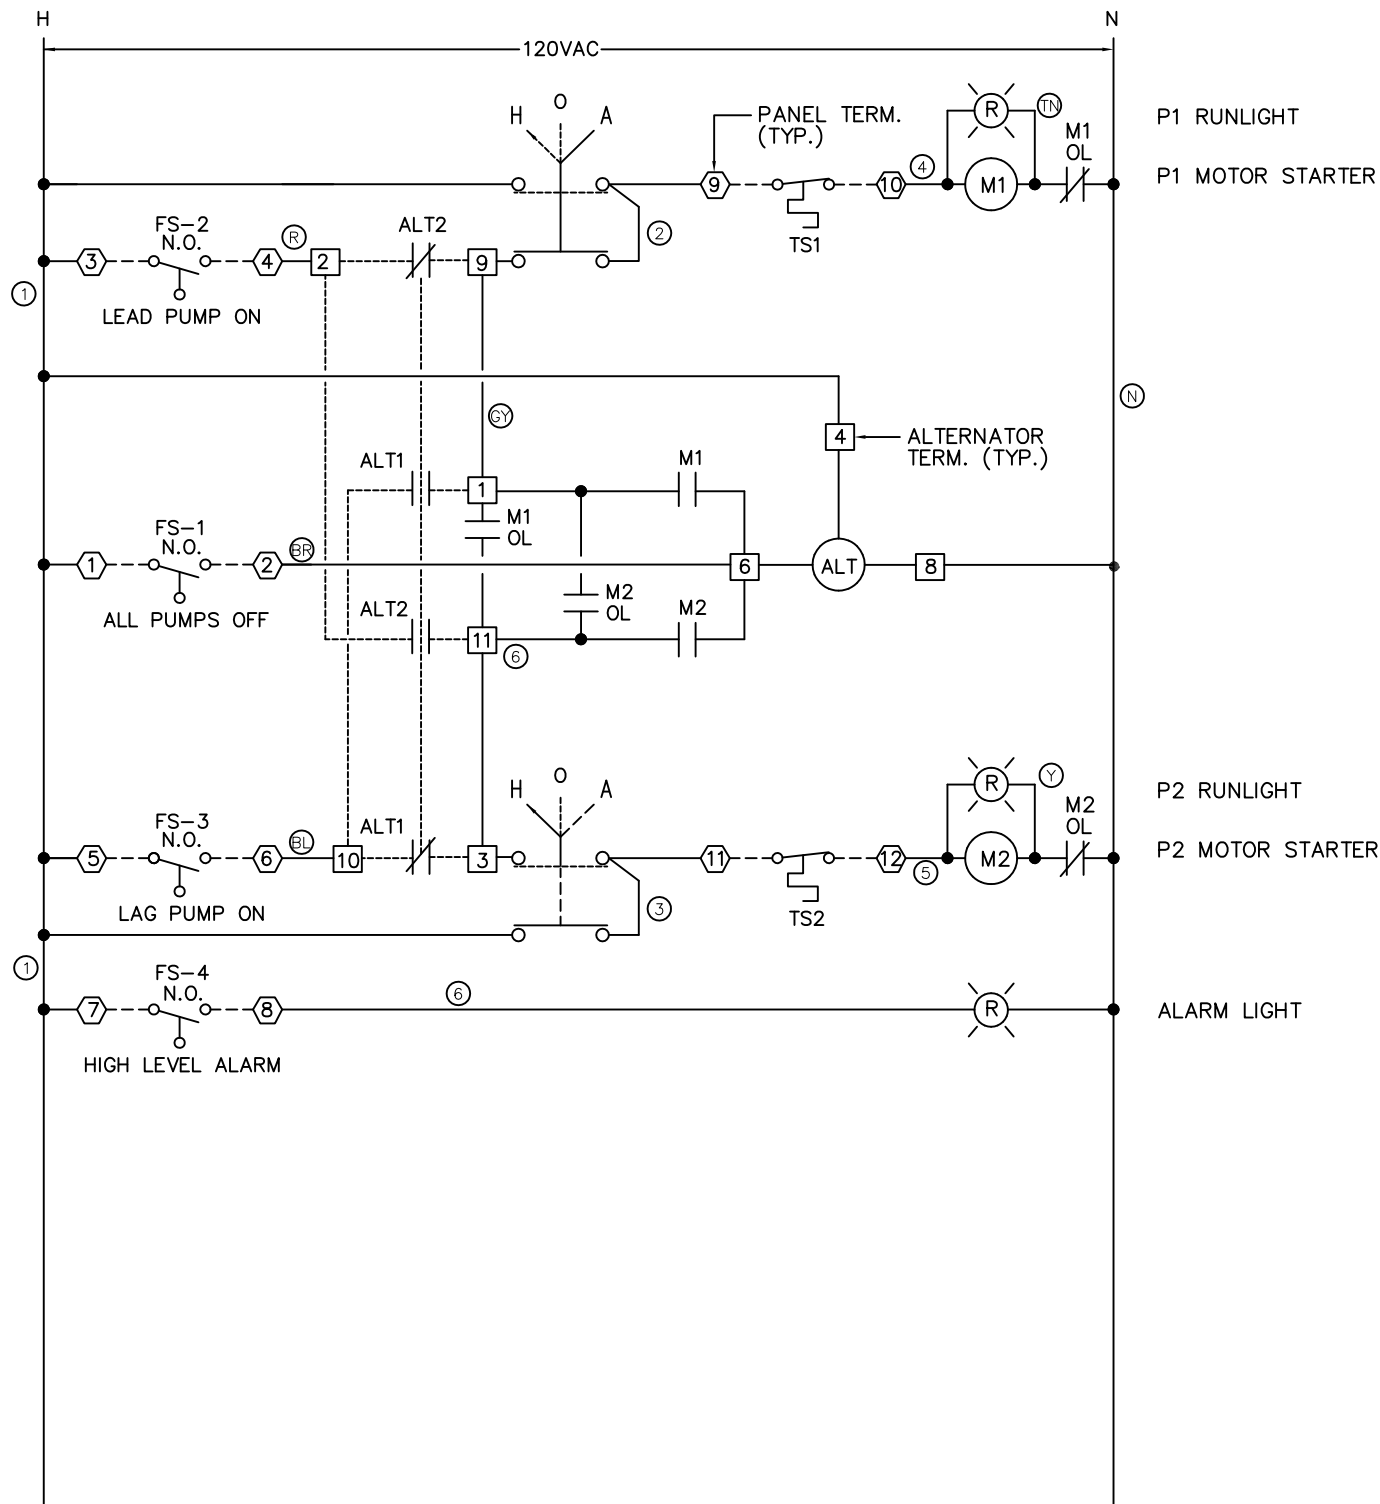 H
N
120VAC
H
O
A
PANEL TERM.
(TYP.)
R
TN
M1
OL
P1 RUNLIGHT
9
10
4
M1
P1 MOTOR STARTER
TS1
2
FS-2
N.O.
3
4
R
2
ALT2
9
1
LEAD PUMP ON
N
GY
4
ALTERNATOR
TERM. (TYP.)
ALT1
1
M1
M1
OL
FS-1
N.O.
1
2
BR
6
ALT
8
ALL PUMPS OFF
M2
OL
ALT2
11
M2
6
H
O
A
R
Y
M2
OL
P2 RUNLIGHT
FS-3
N.O.
5
6
BL
10
ALT1
3
11
12
5
M2
P2 MOTOR STARTER
TS2
3
LAG PUMP ON
1
FS-4
N.O.
7
8
6
R
ALARM LIGHT
HIGH LEVEL ALARM